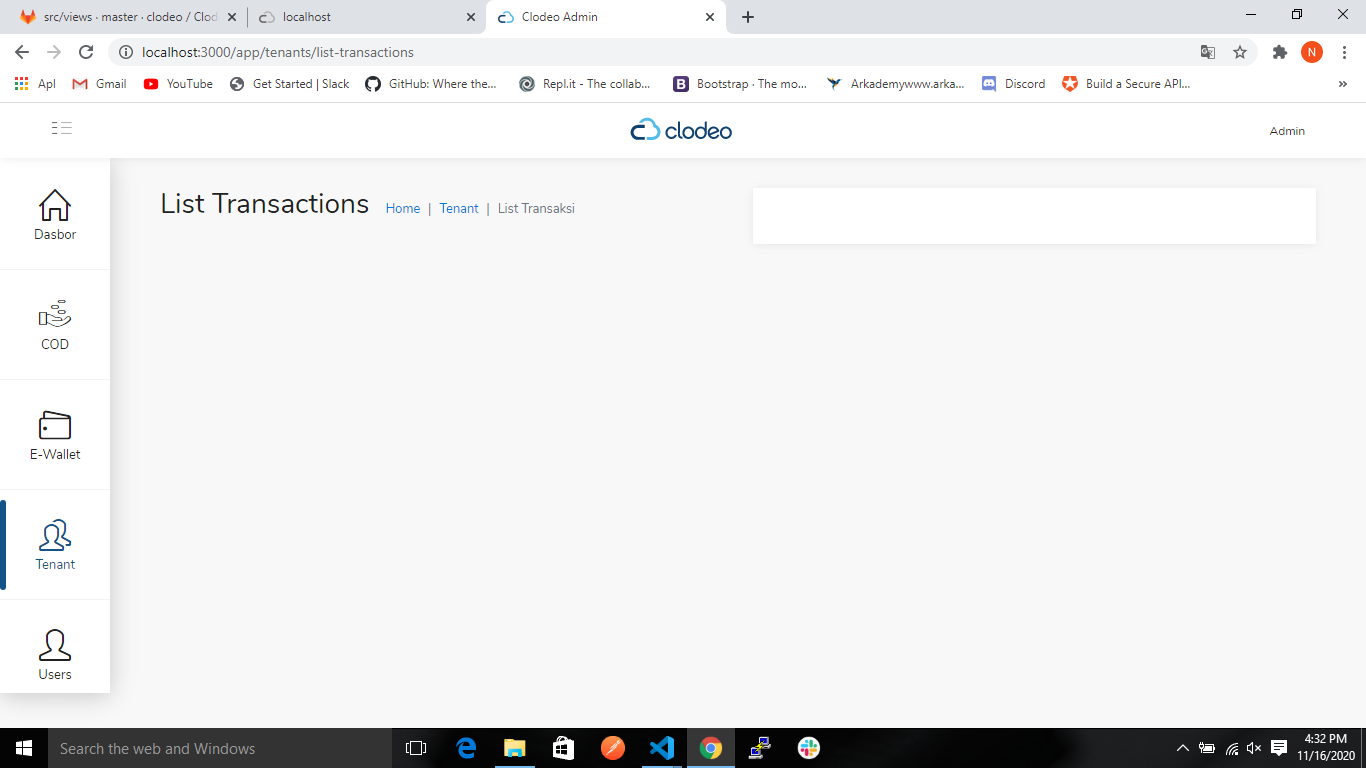 src/views · master · clodeo / Clod
localhost
Clodeo Admin
localhost:3000/app/tenants/list-transactions
N
Apl
Gmail
YouTube
Get Started | Slack
GitHub: Where the...
Repl.it - The collab...
Bootstrap · The mo...
Arkademywww.arka...
Discord
Build a Secure API...
clodeo
Admin
List Transactions
Home | Tenant | List Transaksi
Dasbor
COD
E-Wallet
Tenant
Users
Search the web and Windows
4:32 PM
11/16/2020